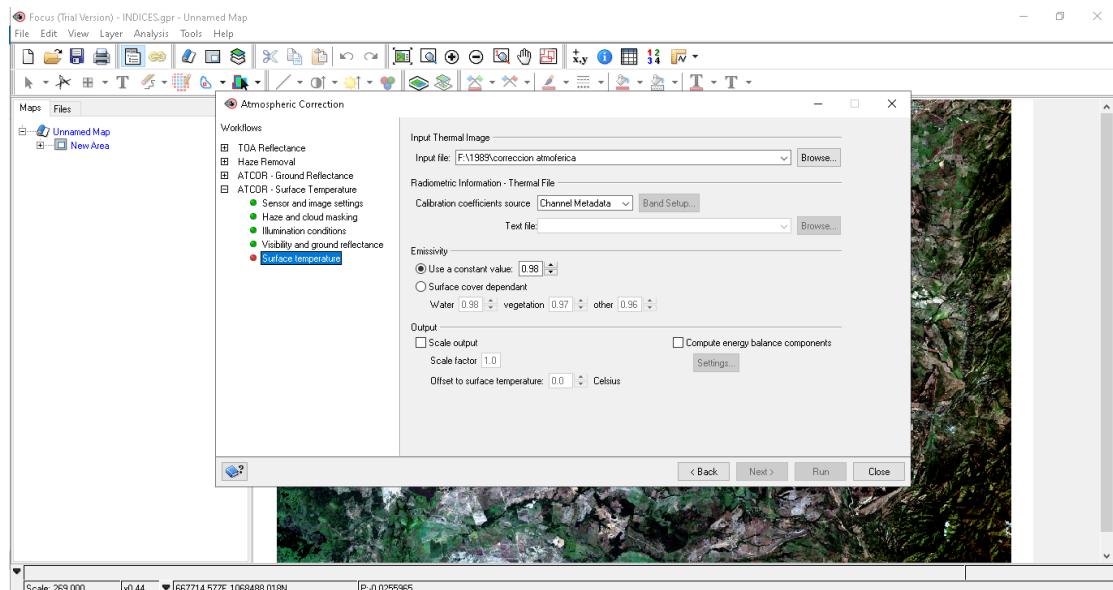 Focus (Trial Version) - INDICES.gpr - Unnamed Map
File Edit View Layer Analysis Tools Help
Maps Files
Unnamed Map
New Area
Atmospheric Correction
Workflows
TOA Reflectance
Haze Removal
ATCOR - Ground Reflectance
ATCOR - Surface Temperature
Sensor and image settings
Haze and cloud masking
Illumination conditions
Visibility and ground reflectance
Surface temperature
Input Thermal Image
Input file: F:\1989\correccion atmoferica Browse...
Radiometric Information - Thermal File
Calibration coefficients source Channel Metadata Band Setup...
Text file: Browse...
Emissivity
Use a constant value: 0.98
Surface cover dependant
Water 0.98 vegetation 0.97 other 0.96
Output
Scale output Compute energy balance components
Scale factor 1.0 Settings...
Offset to surface temperature: 0.0 Celsius
< Back Next > Run Close
Scale: 269,000 x0.44 667714.577E 1068488.018N P:-0.0255965